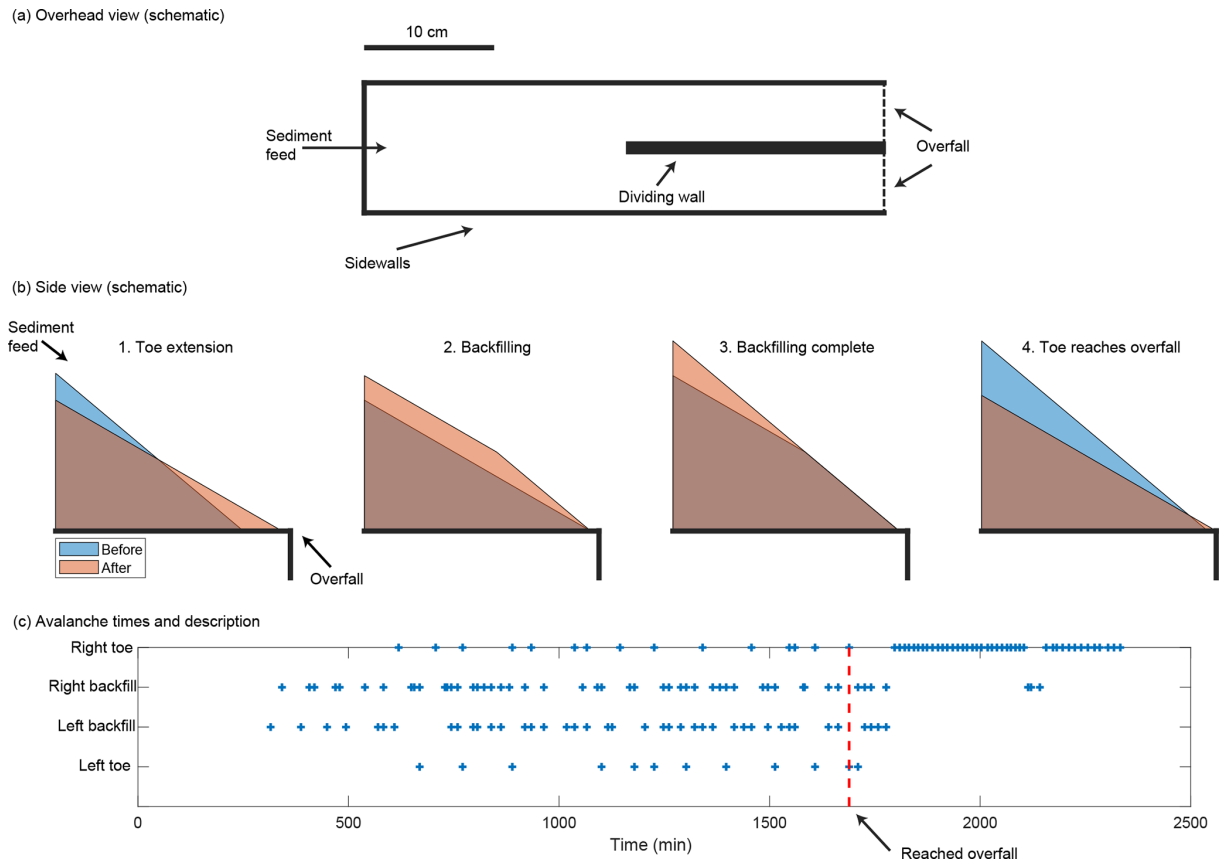 (a) Overhead view (schematic)
10 cm
Sediment
feed
Overfall
Dividing wall
Sidewalls
(b) Side view (schematic)
Sediment
feed
1. Toe extension
2. Backfilling
3. Backfilling complete
4. Toe reaches overfall
Before
After
Overfall
(c) Avalanche times and description
Right toe
Right backfill
Left backfill
Left toe
0
500
1000
1500
2000
2500
Time (min)
Reached overfall